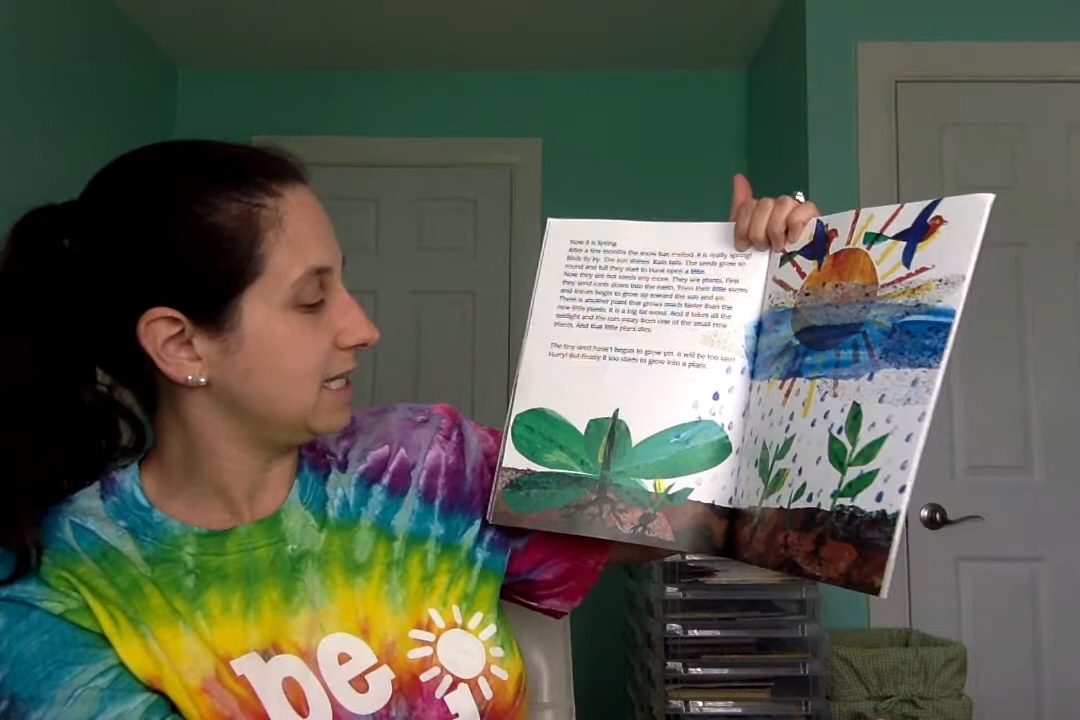 Now it is Spring.
After a few months the snow has melted. It is really spring!
Birds fly by. The sun shines. Rain falls. The seeds grow so
round and full they start to burst open a little.
Now they are not seeds any more. They are plants. First
they send roots down into the earth. Then their little stems
and leaves begin to grow up toward the sun and air.
There is another plant that grows much faster than the
new little plants. It is a big fat weed. And it takes all the
sunlight and the rain away from one of the small new
plants. And that little plant dies.
The tiny seed hasn't begun to grow yet. It will be too late!
Hurry! But finally it too starts to grow into a plant.
be